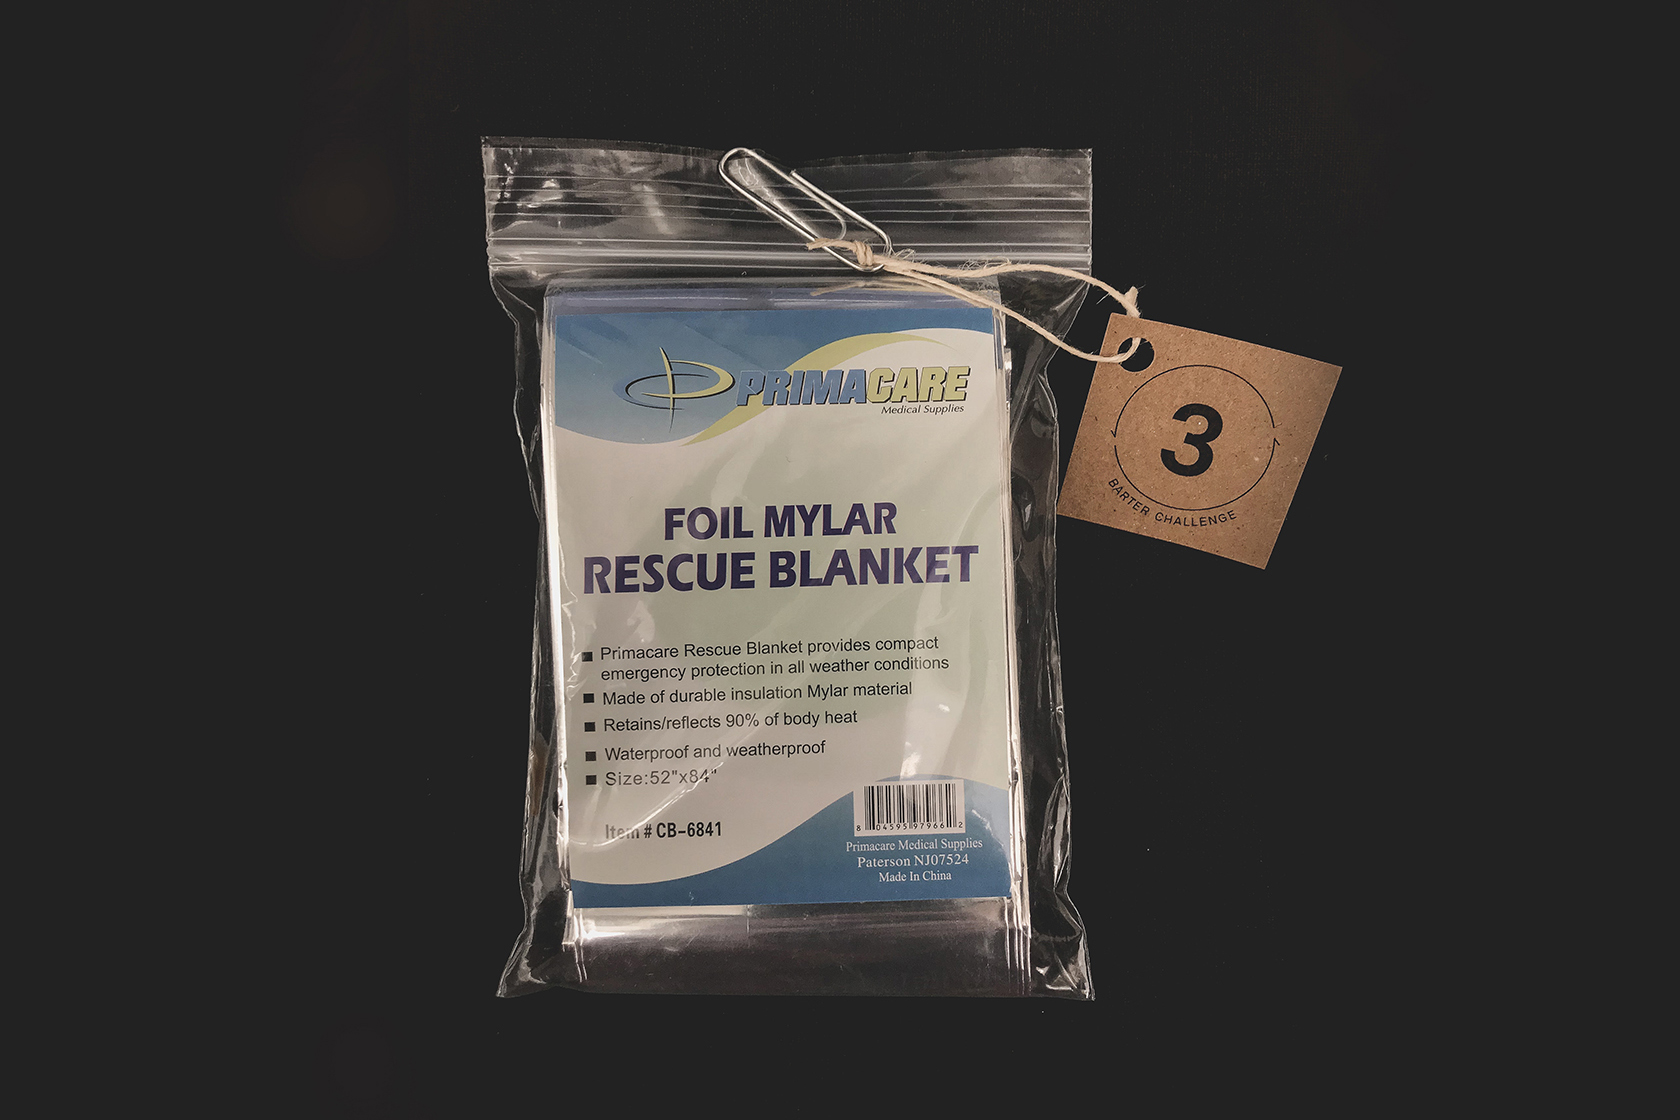 PRIMACARE
Medical Supplies
3
BARTER CHALLENGE
FOIL MYLAR
RESCUE BLANKET
Primacare Rescue Blanket provides compact
emergency protection in all weather conditions
Made of durable insulation Mylar material
Retains/reflects 90% of body heat
Waterproof and weatherproof
Size:52"x84"
Item # CB-6841
8 04595 97966 2
Primacare Medical Supplies
Paterson NJ07524
Made In China